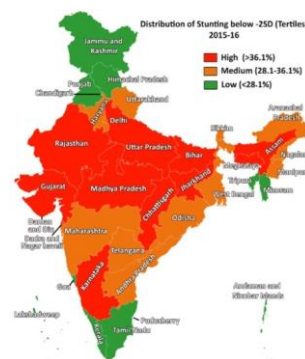 Distribution of Stunting below -2SD (Tertiles)
2015-16
High (>36.1%)
Medium (28.1-36.1%)
Low (<28.1%)
Jammu and
Kashmir
Himachal Pradesh
Punjab
Chandigarh
Uttarakhand
Haryana
Delhi
Arunachal
Pradesh
Sikkim
Rajasthan
Uttar Pradesh
Assam
Bihar
Nagaland
Meghalaya
Manipur
Jharkhand
Tripura
Gujarat
Madhya Pradesh
West Bengal
Mizoram
Chhattisgarh
Daman and Diu
Dadra and
Nagar haveli
Odisha
Maharashtra
Telangana
Andhra Pradesh
Goa
Karnataka
Andaman and
Nicobar Islands
Lakshadweep
Puducherry
Kerala
Tamil Nadu